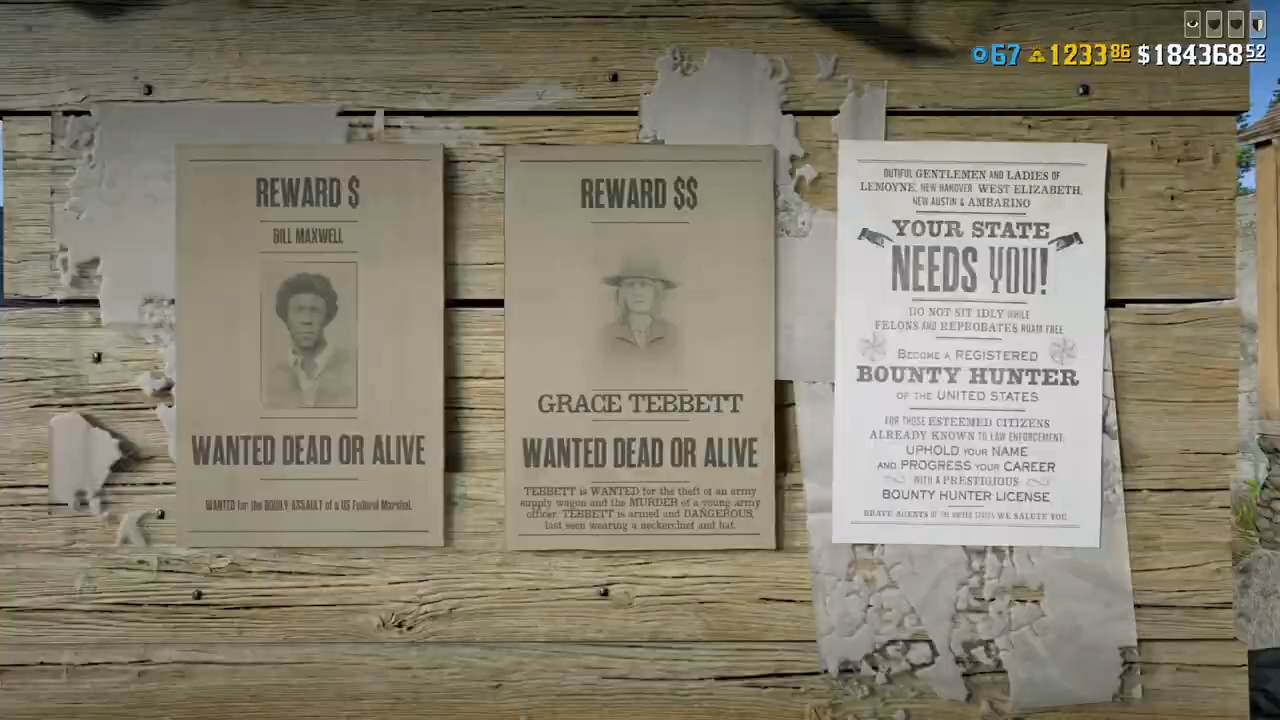 67 1233 86 $184368 52
REWARD $
BILL MAXWELL
WANTED DEAD OR ALIVE
WANTED for the BODILY ASSAULT of a US Federal Marshal.
REWARD $$
GRACE TEBBETT
WANTED DEAD OR ALIVE
TEBBETT is WANTED for the theft of an army
supply wagon and the MURDER of a young army
officer. TEBBETT is armed and DANGEROUS,
last seen wearing a neckerchief and hat.
DUTIFUL GENTLEMEN AND LADIES OF
LEMOYNE, NEW HANOVER WEST ELIZABETH,
NEW AUSTIN & AMBARINO
YOUR STATE
NEEDS YOU!
DO NOT SIT IDLY WHILE
FELONS AND REPROBATES ROAM FREE
BECOME A REGISTERED
BOUNTY HUNTER
OF THE UNITED STATES
FOR THOSE ESTEEMED CITIZENS
ALREADY KNOWN TO LAW ENFORCEMENT,
UPHOLD YOUR NAME
AND PROGRESS YOUR CAREER
WITH A PRESTIGIOUS
BOUNTY HUNTER LICENSE
BRAVE AGENTS OF THE UNITED STATES WE SALUTE YOU